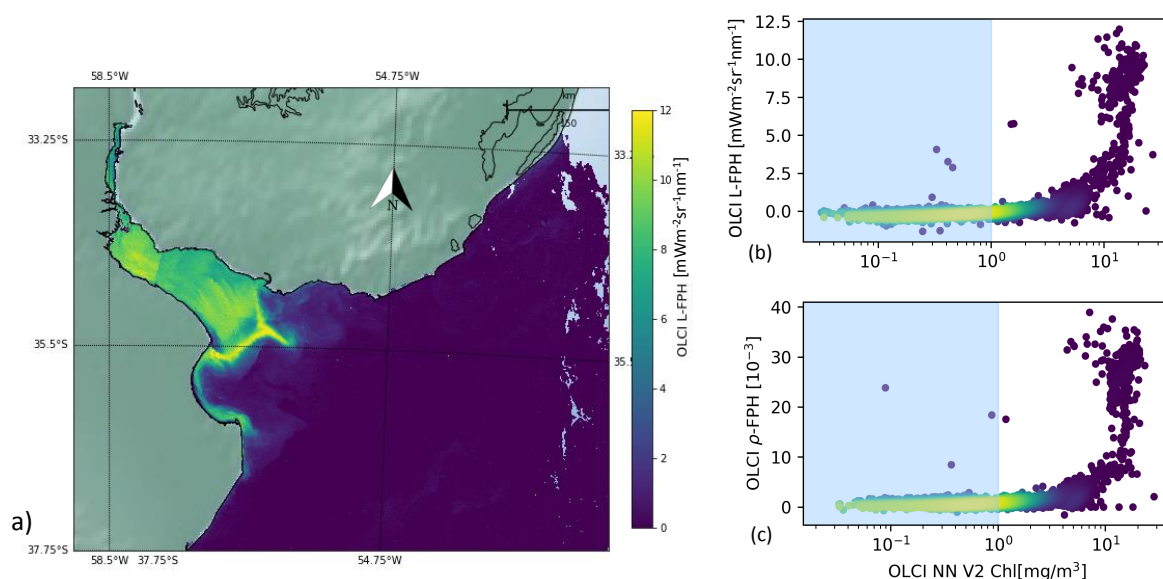 58.5°W
54.75°W
33.25°S
35.5°S
37.75°S
58.5°W
37.75°S
54.75°W
33.2
35.5
km
150
N
12
10
8
6
4
2
0
OLCI L-FPH [mWm-2sr-1nm-1]
a)
12.5
10.0
7.5
5.0
2.5
0.0
OLCI L-FPH [mWm-2sr-1nm-1]
10-1
100
101
(b)
40
30
20
10
0
OLCI ρ-FPH [10-3]
10-1
100
101
OLCI NN V2 Chl[mg/m3]
(c)